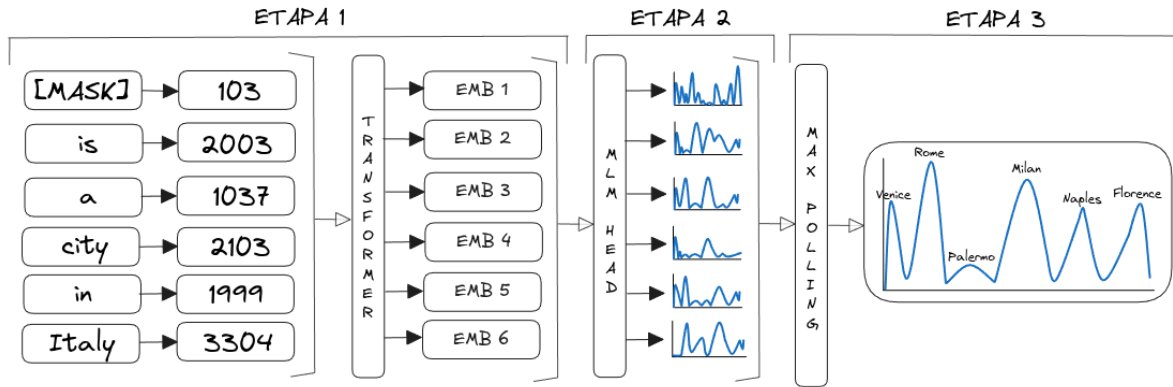 ETAPA 1
ETAPA 2
ETAPA 3
[MASK] 103
is 2003
a 1037
city 2103
in 1999
Italy 3304
TRANSFORMER
EMB 1
EMB 2
EMB 3
EMB 4
EMB 5
EMB 6
MLM HEAD
MAX POLLING
Venice
Rome
Palermo
Milan
Naples
Florence